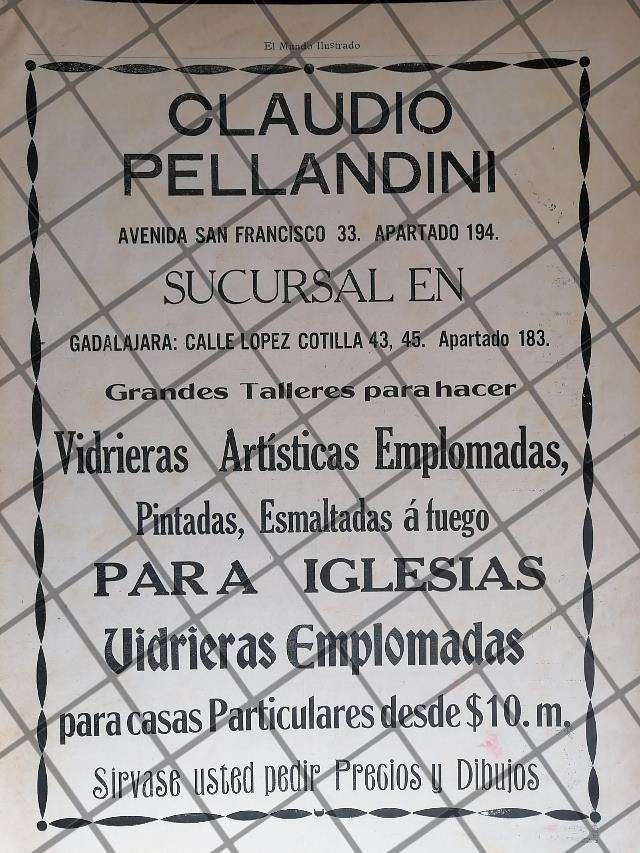 El Mundo Ilustrado
CLAUDIO
PELLANDINI
AVENIDA SAN FRANCISCO 33. APARTADO 194.
SUCURSAL EN
GADALAJARA: CALLE LOPEZ COTILLA 43, 45. Apartado 183.
Grandes Talleres para hacer
Vidrieras Artísticas Emplomadas,
Pintadas, Esmaltadas á fuego
PARA IGLESIAS
Vidrieras Emplomadas
para casas Particulares desde $10. m.
Sirvase usted pedir Precios y Dibujos